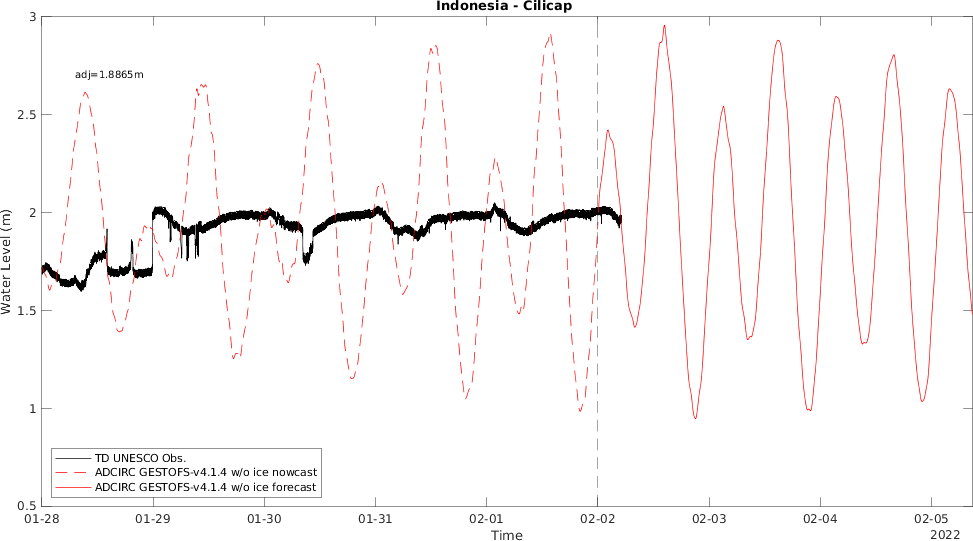 Indonesia - Cilicap
adj=1.8865m
Water Level (m)
3
2.5
2
1.5
1
0.5
TD UNESCO Obs.
ADCIRC GESTOFS-v4.1.4 w/o ice nowcast
ADCIRC GESTOFS-v4.1.4 w/o ice forecast
01-28 01-29 01-30 01-31 02-01 02-02 02-03 02-04 02-05
Time
2022